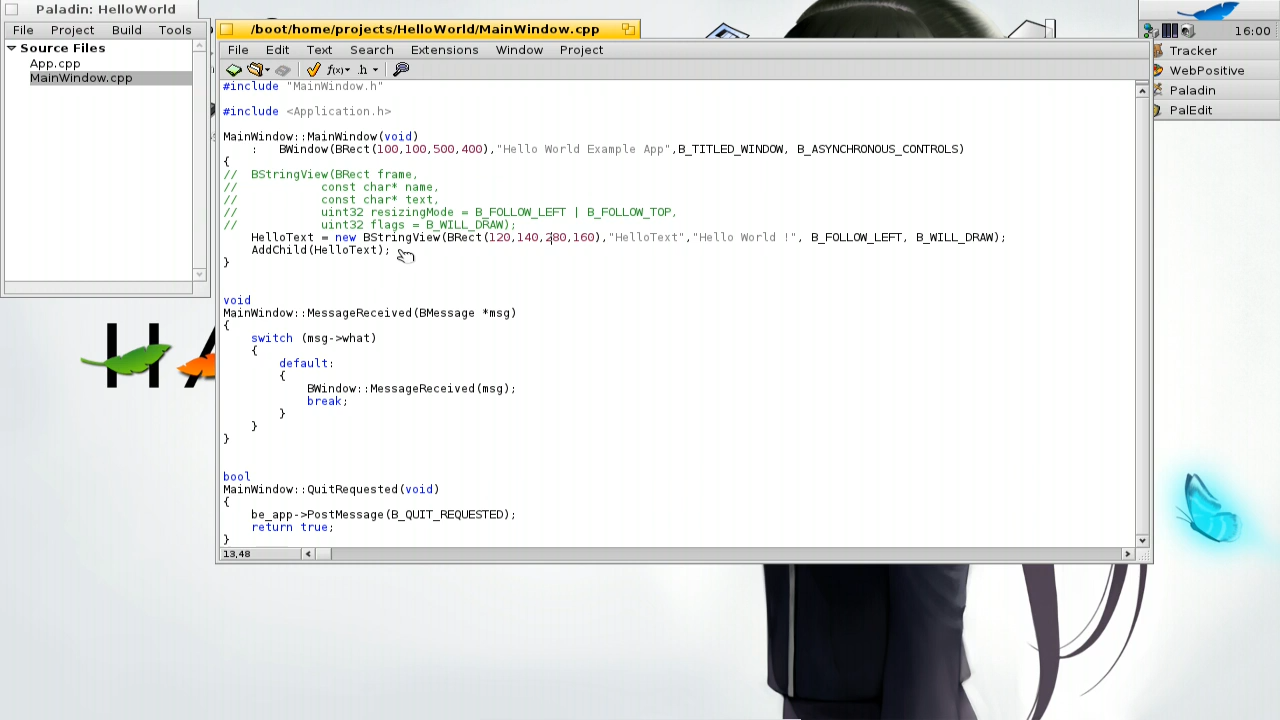 Paladin: HelloWorld
File Project Build Tools
Source Files
App.cpp
MainWindow.cpp
/boot/home/projects/HelloWorld/MainWindow.cpp
File Edit Text Search Extensions Window Project
f(x) h
#include "MainWindow.h"
#include <Application.h>
MainWindow::MainWindow(void)
: BWindow(BRect(100,100,500,400),"Hello World Example App",B_TITLED_WINDOW, B_ASYNCHRONOUS_CONTROLS)
{
// BStringView(BRect frame,
// const char* name,
// const char* text,
// uint32 resizingMode = B_FOLLOW_LEFT | B_FOLLOW_TOP,
// uint32 flags = B_WILL_DRAW);
HelloText = new BStringView(BRect(120,140,280,160),"HelloText","Hello World !", B_FOLLOW_LEFT, B_WILL_DRAW);
AddChild(HelloText);
}
void
MainWindow::MessageReceived(BMessage *msg)
{
switch (msg->what)
{
default:
{
BWindow::MessageReceived(msg);
break;
}
}
}
bool
MainWindow::QuitRequested(void)
{
be_app->PostMessage(B_QUIT_REQUESTED);
return true;
}
13,48
16:00
Tracker
WebPositive
Paladin
PalEdit
HA